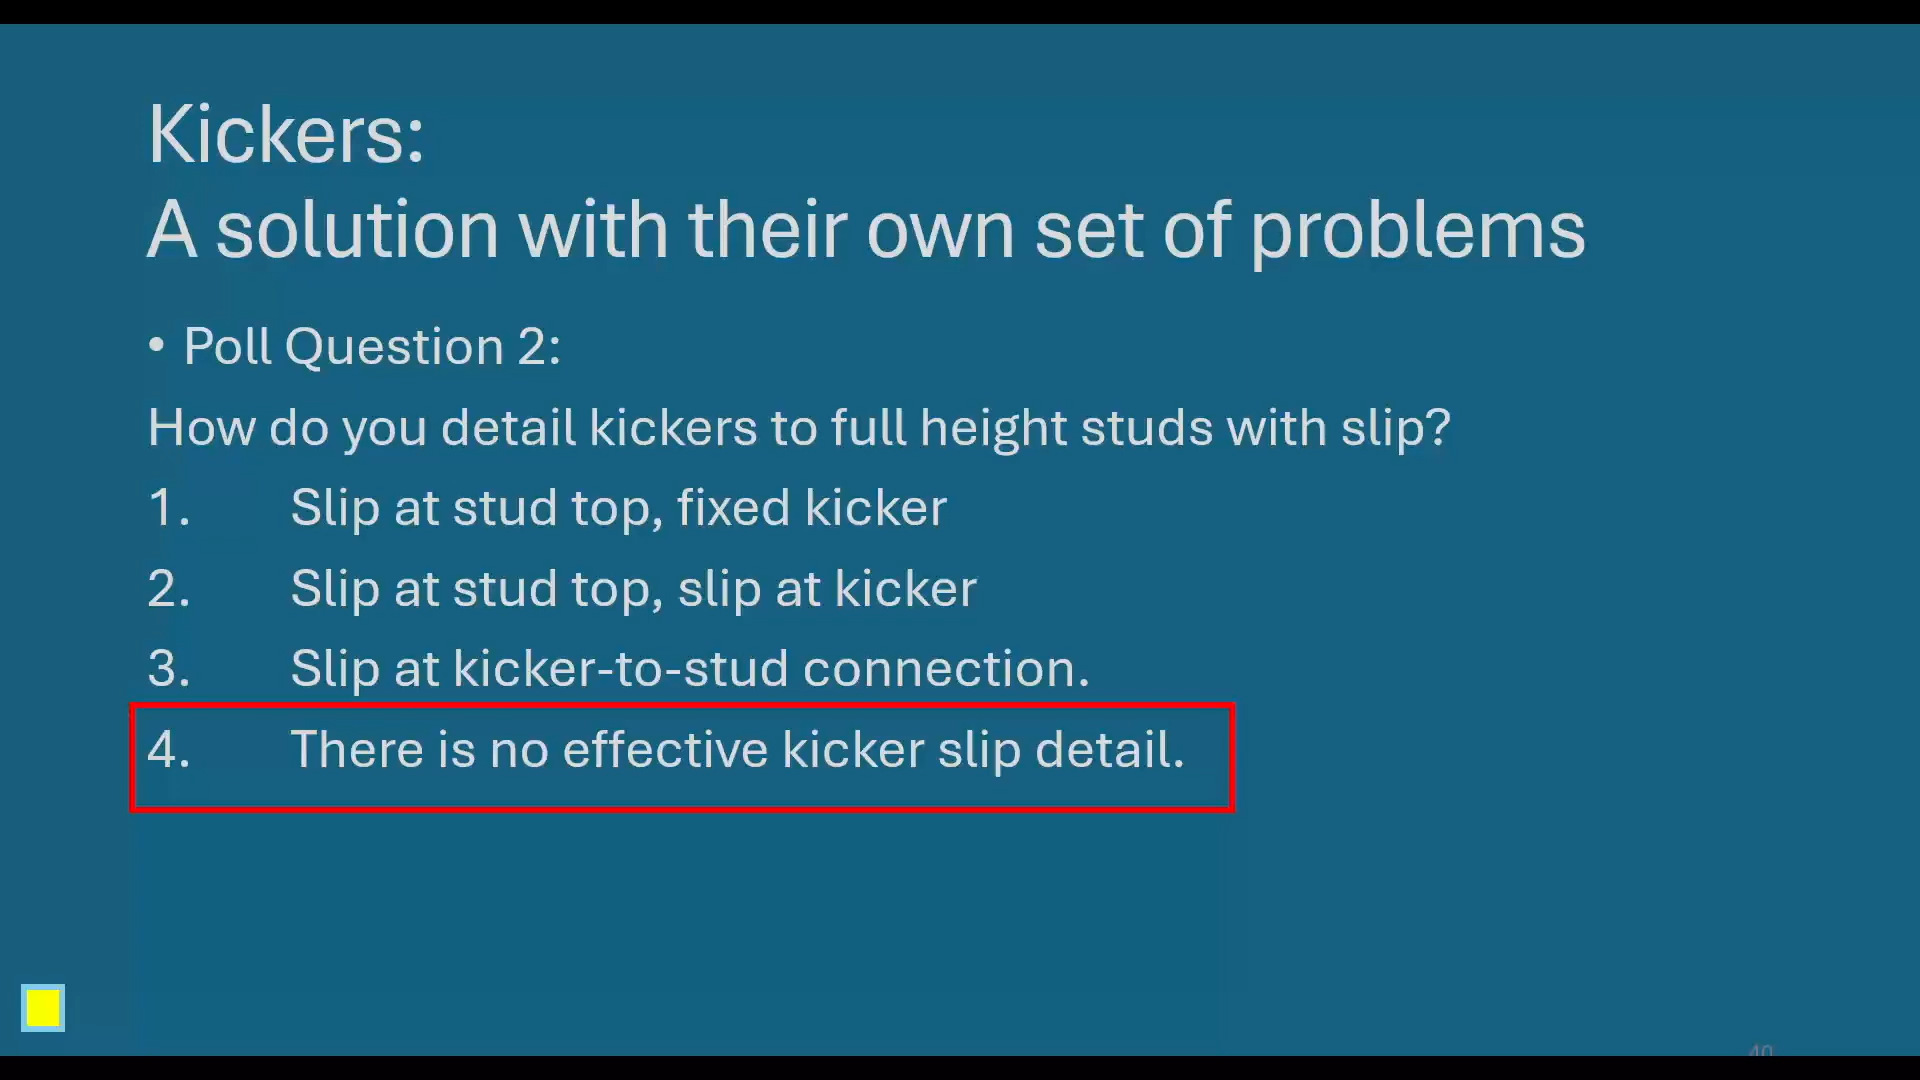 Kickers:
A solution with their own set of problems
• Poll Question 2:
How do you detail kickers to full height studs with slip?
1. Slip at stud top, fixed kicker
2. Slip at stud top, slip at kicker
3. Slip at kicker-to-stud connection.
4. There is no effective kicker slip detail.
40